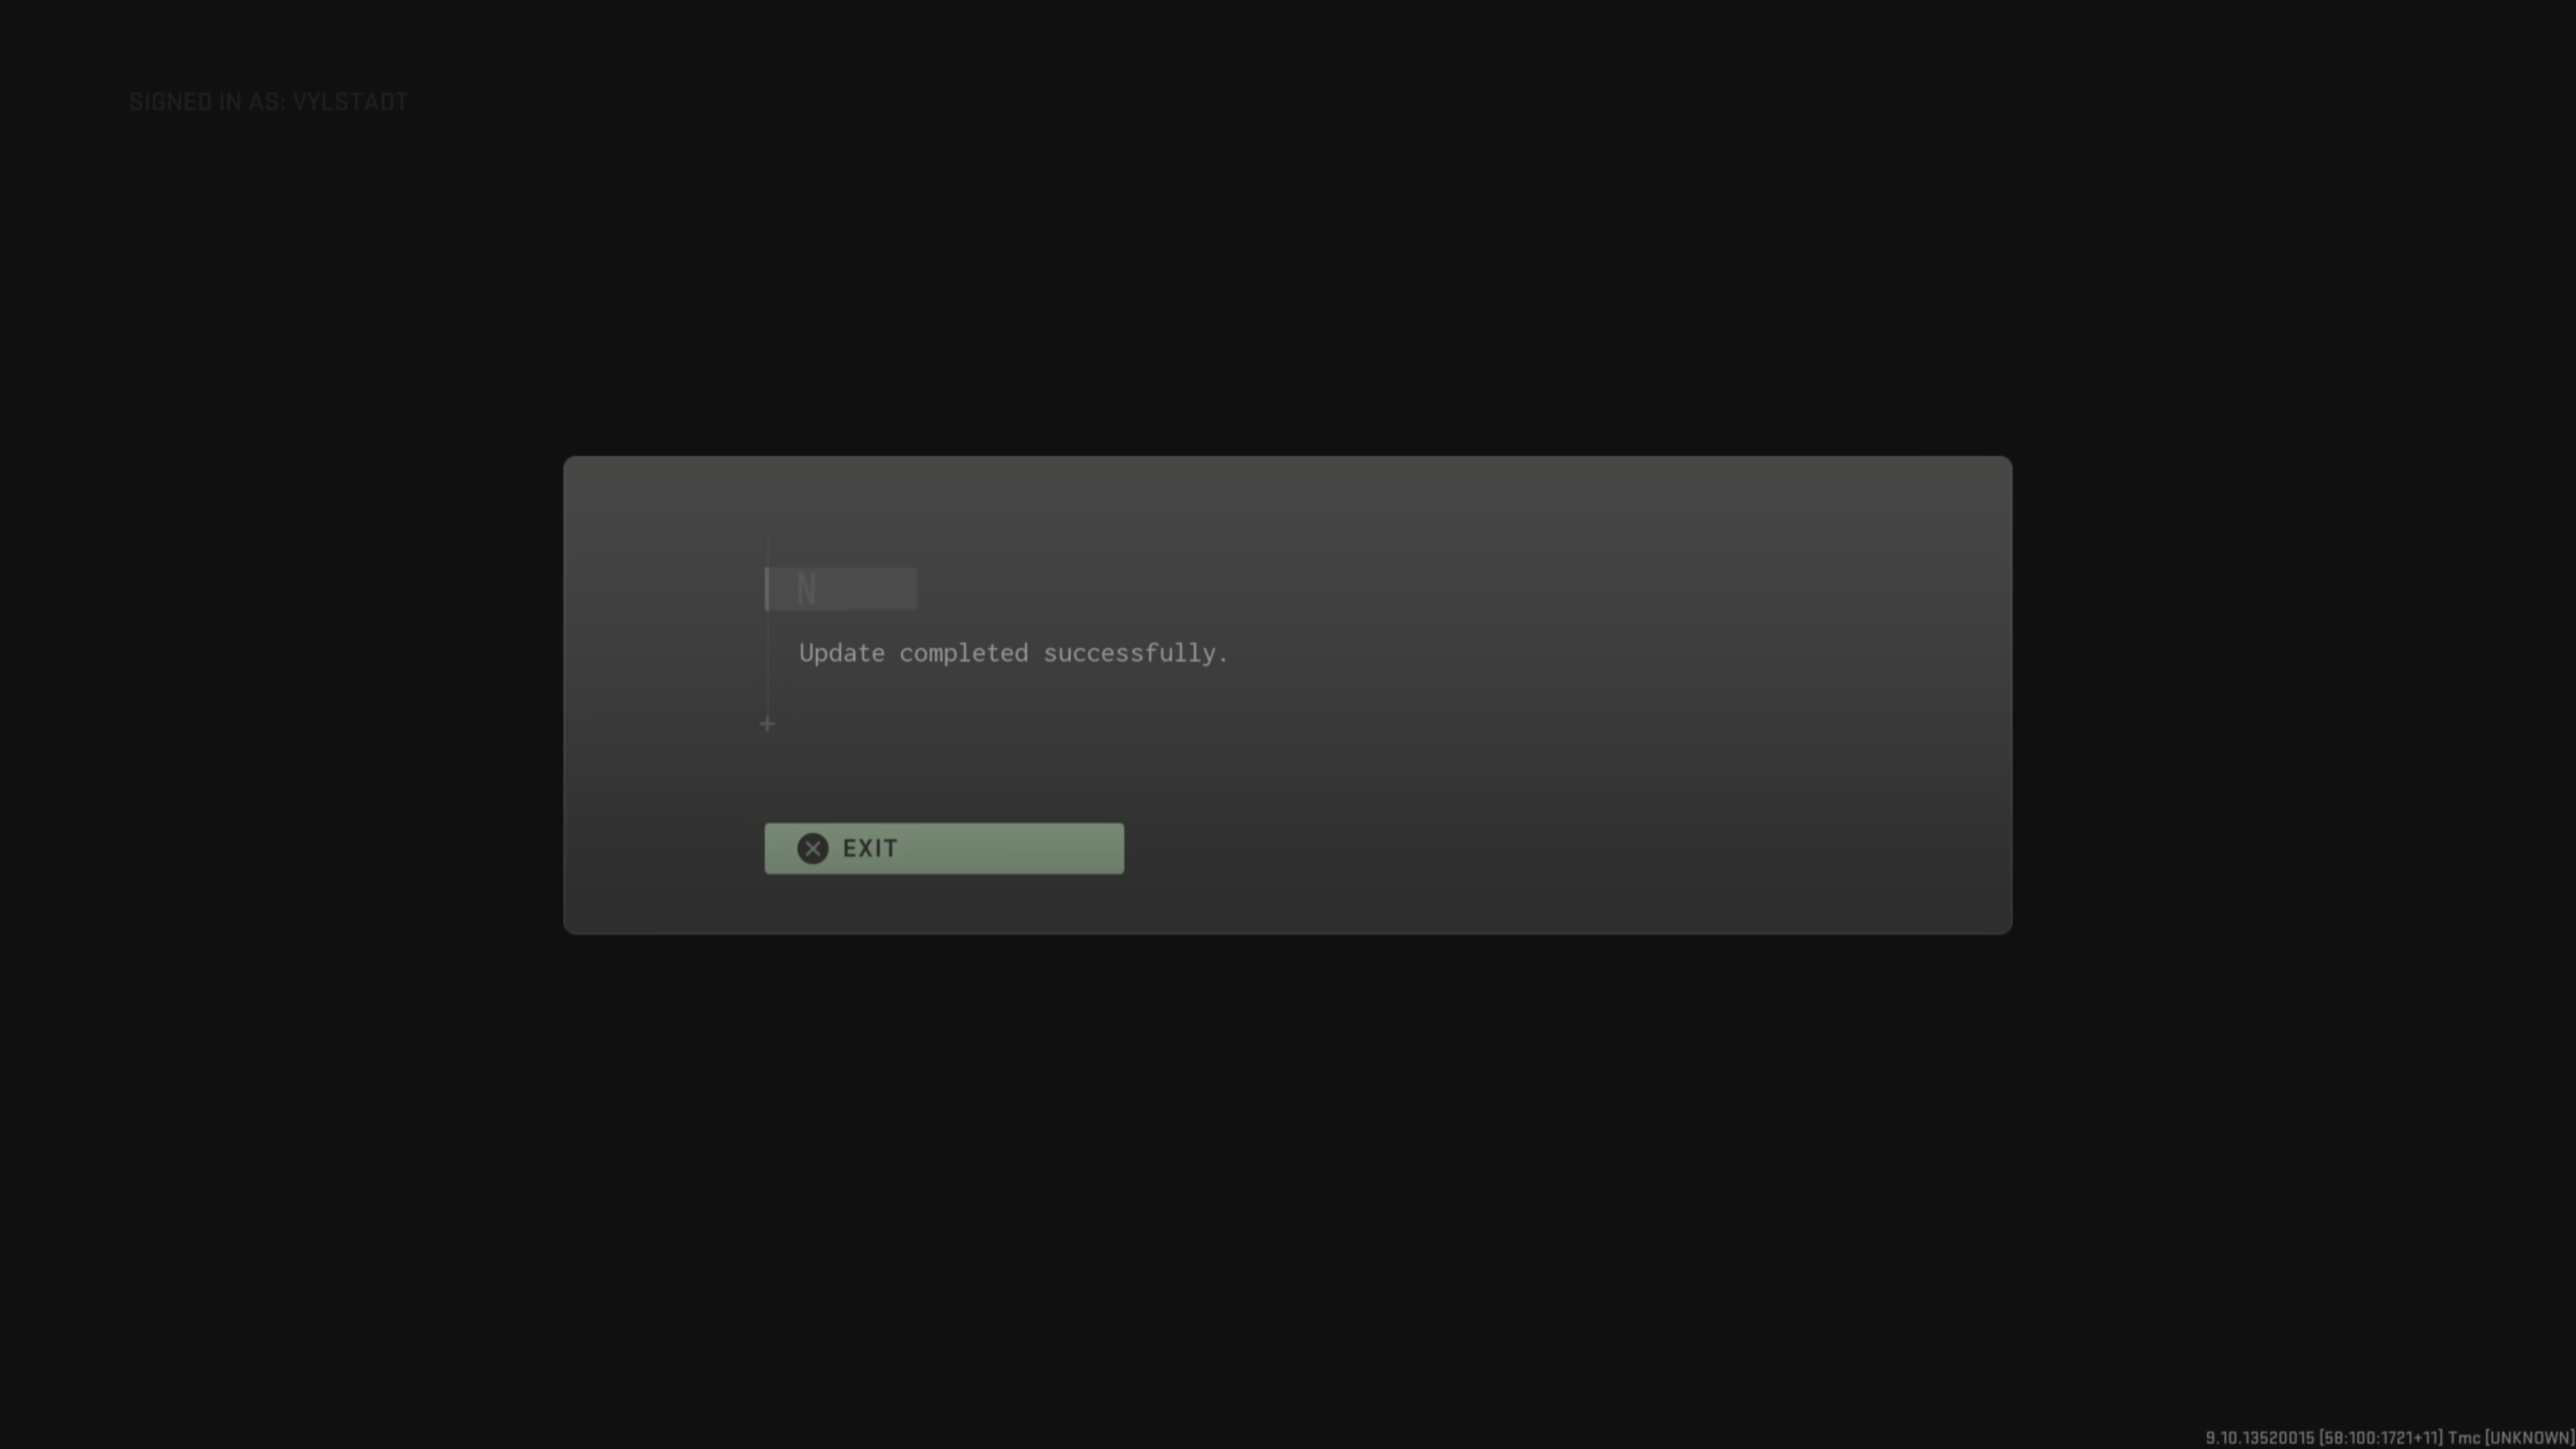 SIGNED IN AS: VYLSTADT
N
Update completed successfully.
EXIT
9.10.13520015 [58:100:1721+11] Tmc [UNKNOWN]